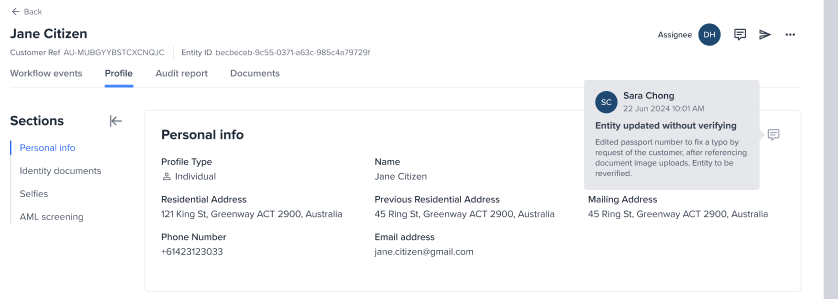 Back
Jane Citizen
Customer Ref AU-MUBGYYBSTCXCNQJC Entity ID becbeceb-9c55-0371-a63c-985c4a79729f
Assignee DH
Workflow events Profile Audit report Documents
Sections
Personal info
Identity documents
Selfies
AML screening
Personal info
Profile Type
Individual
Name
Jane Citizen
SC
Sara Chong
22 Jun 2024 10:01 AM
Entity updated without verifying
Edited passport number to fix a typo by
request of the customer, after referencing
document image uploads. Entity to be
reverified.
Residential Address
121 King St, Greenway ACT 2900, Australia
Previous Residential Address
45 Ring St, Greenway ACT 2900, Australia
Mailing Address
45 Ring St, Greenway ACT 2900, Australia
Phone Number
+61423123033
Email address
jane.citizen@gmail.com